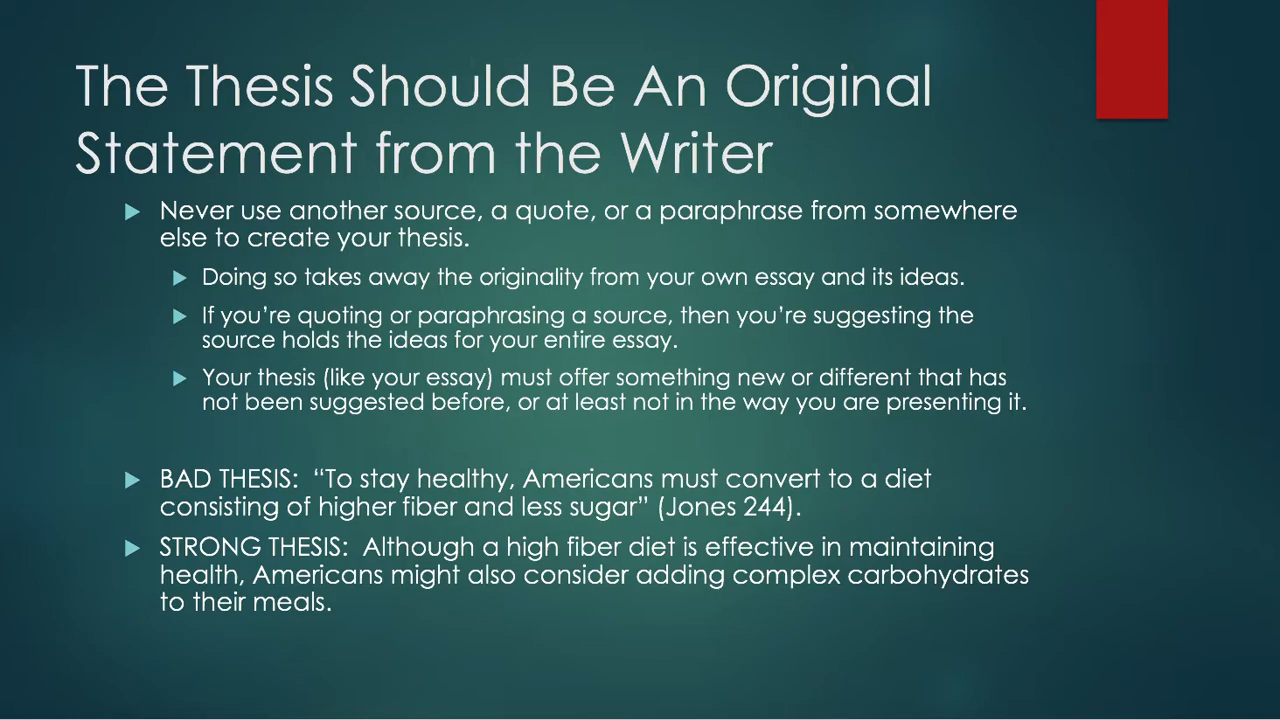 The Thesis Should Be An Original
Statement from the Writer
Never use another source, a quote, or a paraphrase from somewhere
else to create your thesis.
Doing so takes away the originality from your own essay and its ideas.
If you’re quoting or paraphrasing a source, then you’re suggesting the
source holds the ideas for your entire essay.
Your thesis (like your essay) must offer something new or different that has
not been suggested before, or at least not in the way you are presenting it.
BAD THESIS:  “To stay healthy, Americans must convert to a diet
consisting of higher fiber and less sugar” (Jones 244).
STRONG THESIS:  Although a high fiber diet is effective in maintaining
health, Americans might also consider adding complex carbohydrates
to their meals.